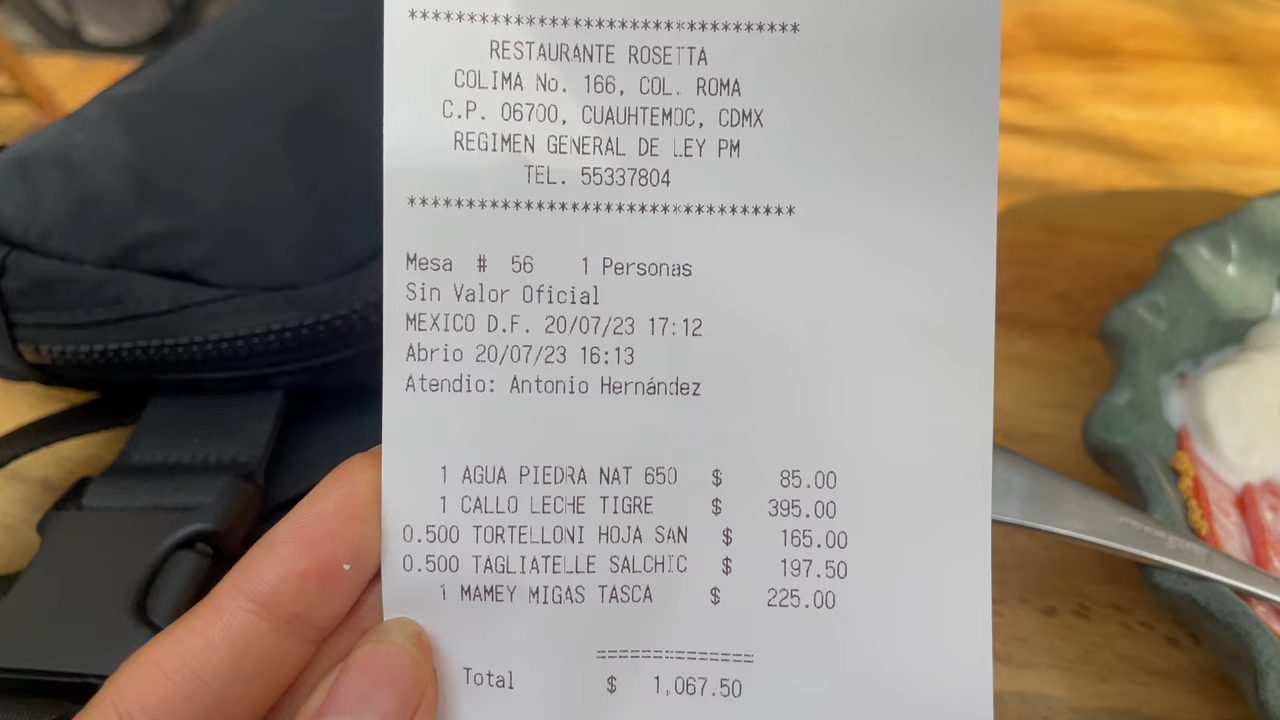 **********************************
RESTAURANTE ROSETTA
COLIMA No. 166, COL. ROMA
C.P. 06700, CUAUHTEMOC, CDMX
REGIMEN GENERAL DE LEY PM
TEL. 55337804
**********************************
Mesa # 56 1 Personas
Sin Valor Oficial
MEXICO D.F. 20/07/23 17:12
Abrio 20/07/23 16:13
Atendio: Antonio Hernández
1 AGUA PIEDRA NAT 650 $ 85.00
1 CALLO LECHE TIGRE $ 395.00
0.500 TORTELLONI HOJA SAN $ 165.00
0.500 TAGLIATELLE SALCHIC $ 197.50
1 MAMEY MIGAS TASCA $ 225.00
==============
Total $ 1,067.50